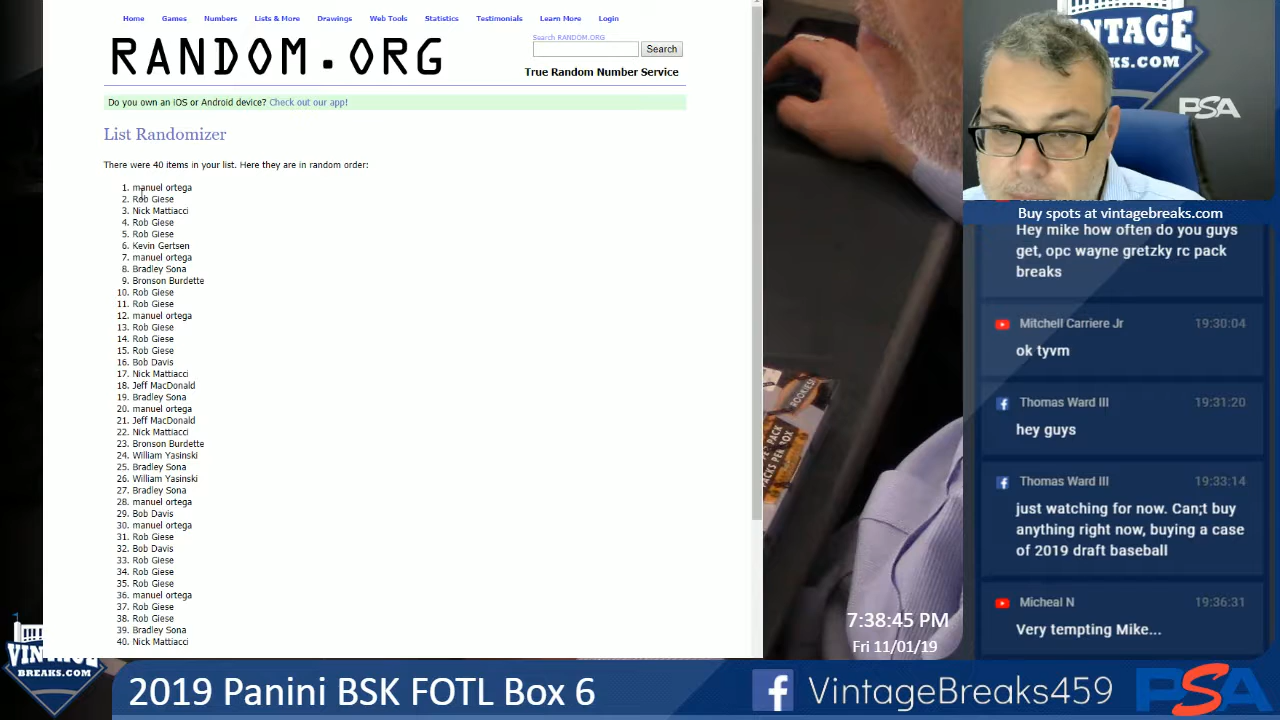 Home Games Numbers Lists & More Drawings Web Tools Statistics Testimonials Learn More Login
RANDOM.ORG
Search RANDOM.ORG
Search
True Random Number Service
Do you own an iOS or Android device? Check out our app!
List Randomizer
There were 40 items in your list. Here they are in random order:
1. manuel ortega
2. Rob Giese
3. Nick Mattiacci
4. Rob Giese
5. Rob Giese
6. Kevin Gertsen
7. manuel ortega
8. Bradley Sona
9. Bronson Burdette
10. Rob Giese
11. Rob Giese
12. manuel ortega
13. Rob Giese
14. Rob Giese
15. Rob Giese
16. Bob Davis
17. Nick Mattiacci
18. Jeff MacDonald
19. Bradley Sona
20. manuel ortega
21. Jeff MacDonald
22. Nick Mattiacci
23. Bronson Burdette
24. William Yasinski
25. Bradley Sona
26. William Yasinski
27. Bradley Sona
28. manuel ortega
29. Bob Davis
30. manuel ortega
31. Rob Giese
32. Bob Davis
33. Rob Giese
34. Rob Giese
35. Rob Giese
36. manuel ortega
37. Rob Giese
38. Rob Giese
39. Bradley Sona
40. Nick Mattiacci
ROOKIES!
PER PACK
PACKS PER BOX
VINTAGE
BREAKS.COM
PSA
Buy spots at vintagebreaks.com
Hey mike how often do you guys
get, opc wayne gretzky rc pack
breaks
Mitchell Carriere Jr 19:30:04
ok tyvm
Thomas Ward III 19:31:20
hey guys
Thomas Ward III 19:33:14
just watching for now. Can;t buy
anything right now, buying a case
of 2019 draft baseball
Micheal N 19:36:31
Very tempting Mike...
7:38:45 PM
Fri 11/01/19
VINTAGE
BREAKS.COM
2019 Panini BSK FOTL Box 6
VintageBreaks459
PSA